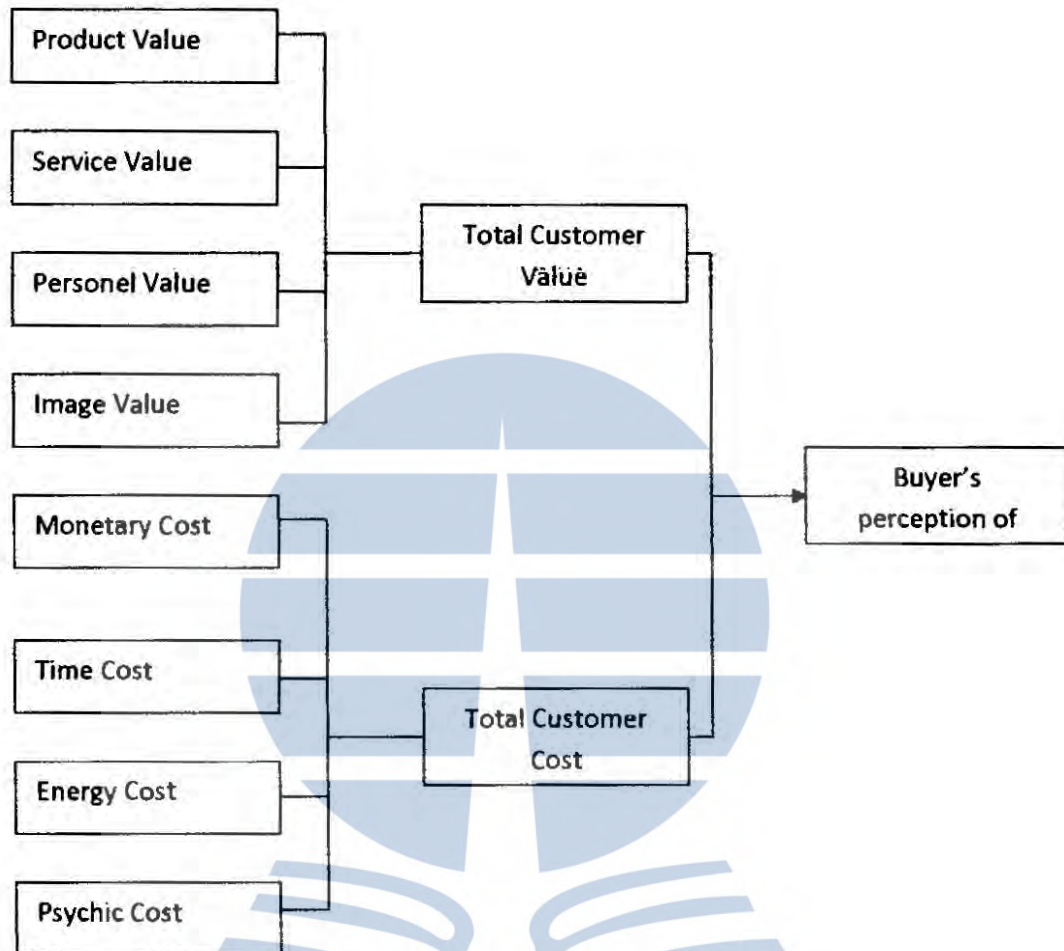 Product Value
Service Value
Personel Value
Image Value
Total Customer
Value
Monetary Cost
Time Cost
Energy Cost
Psychic Cost
Total Customer
Cost
Buyer's
perception of